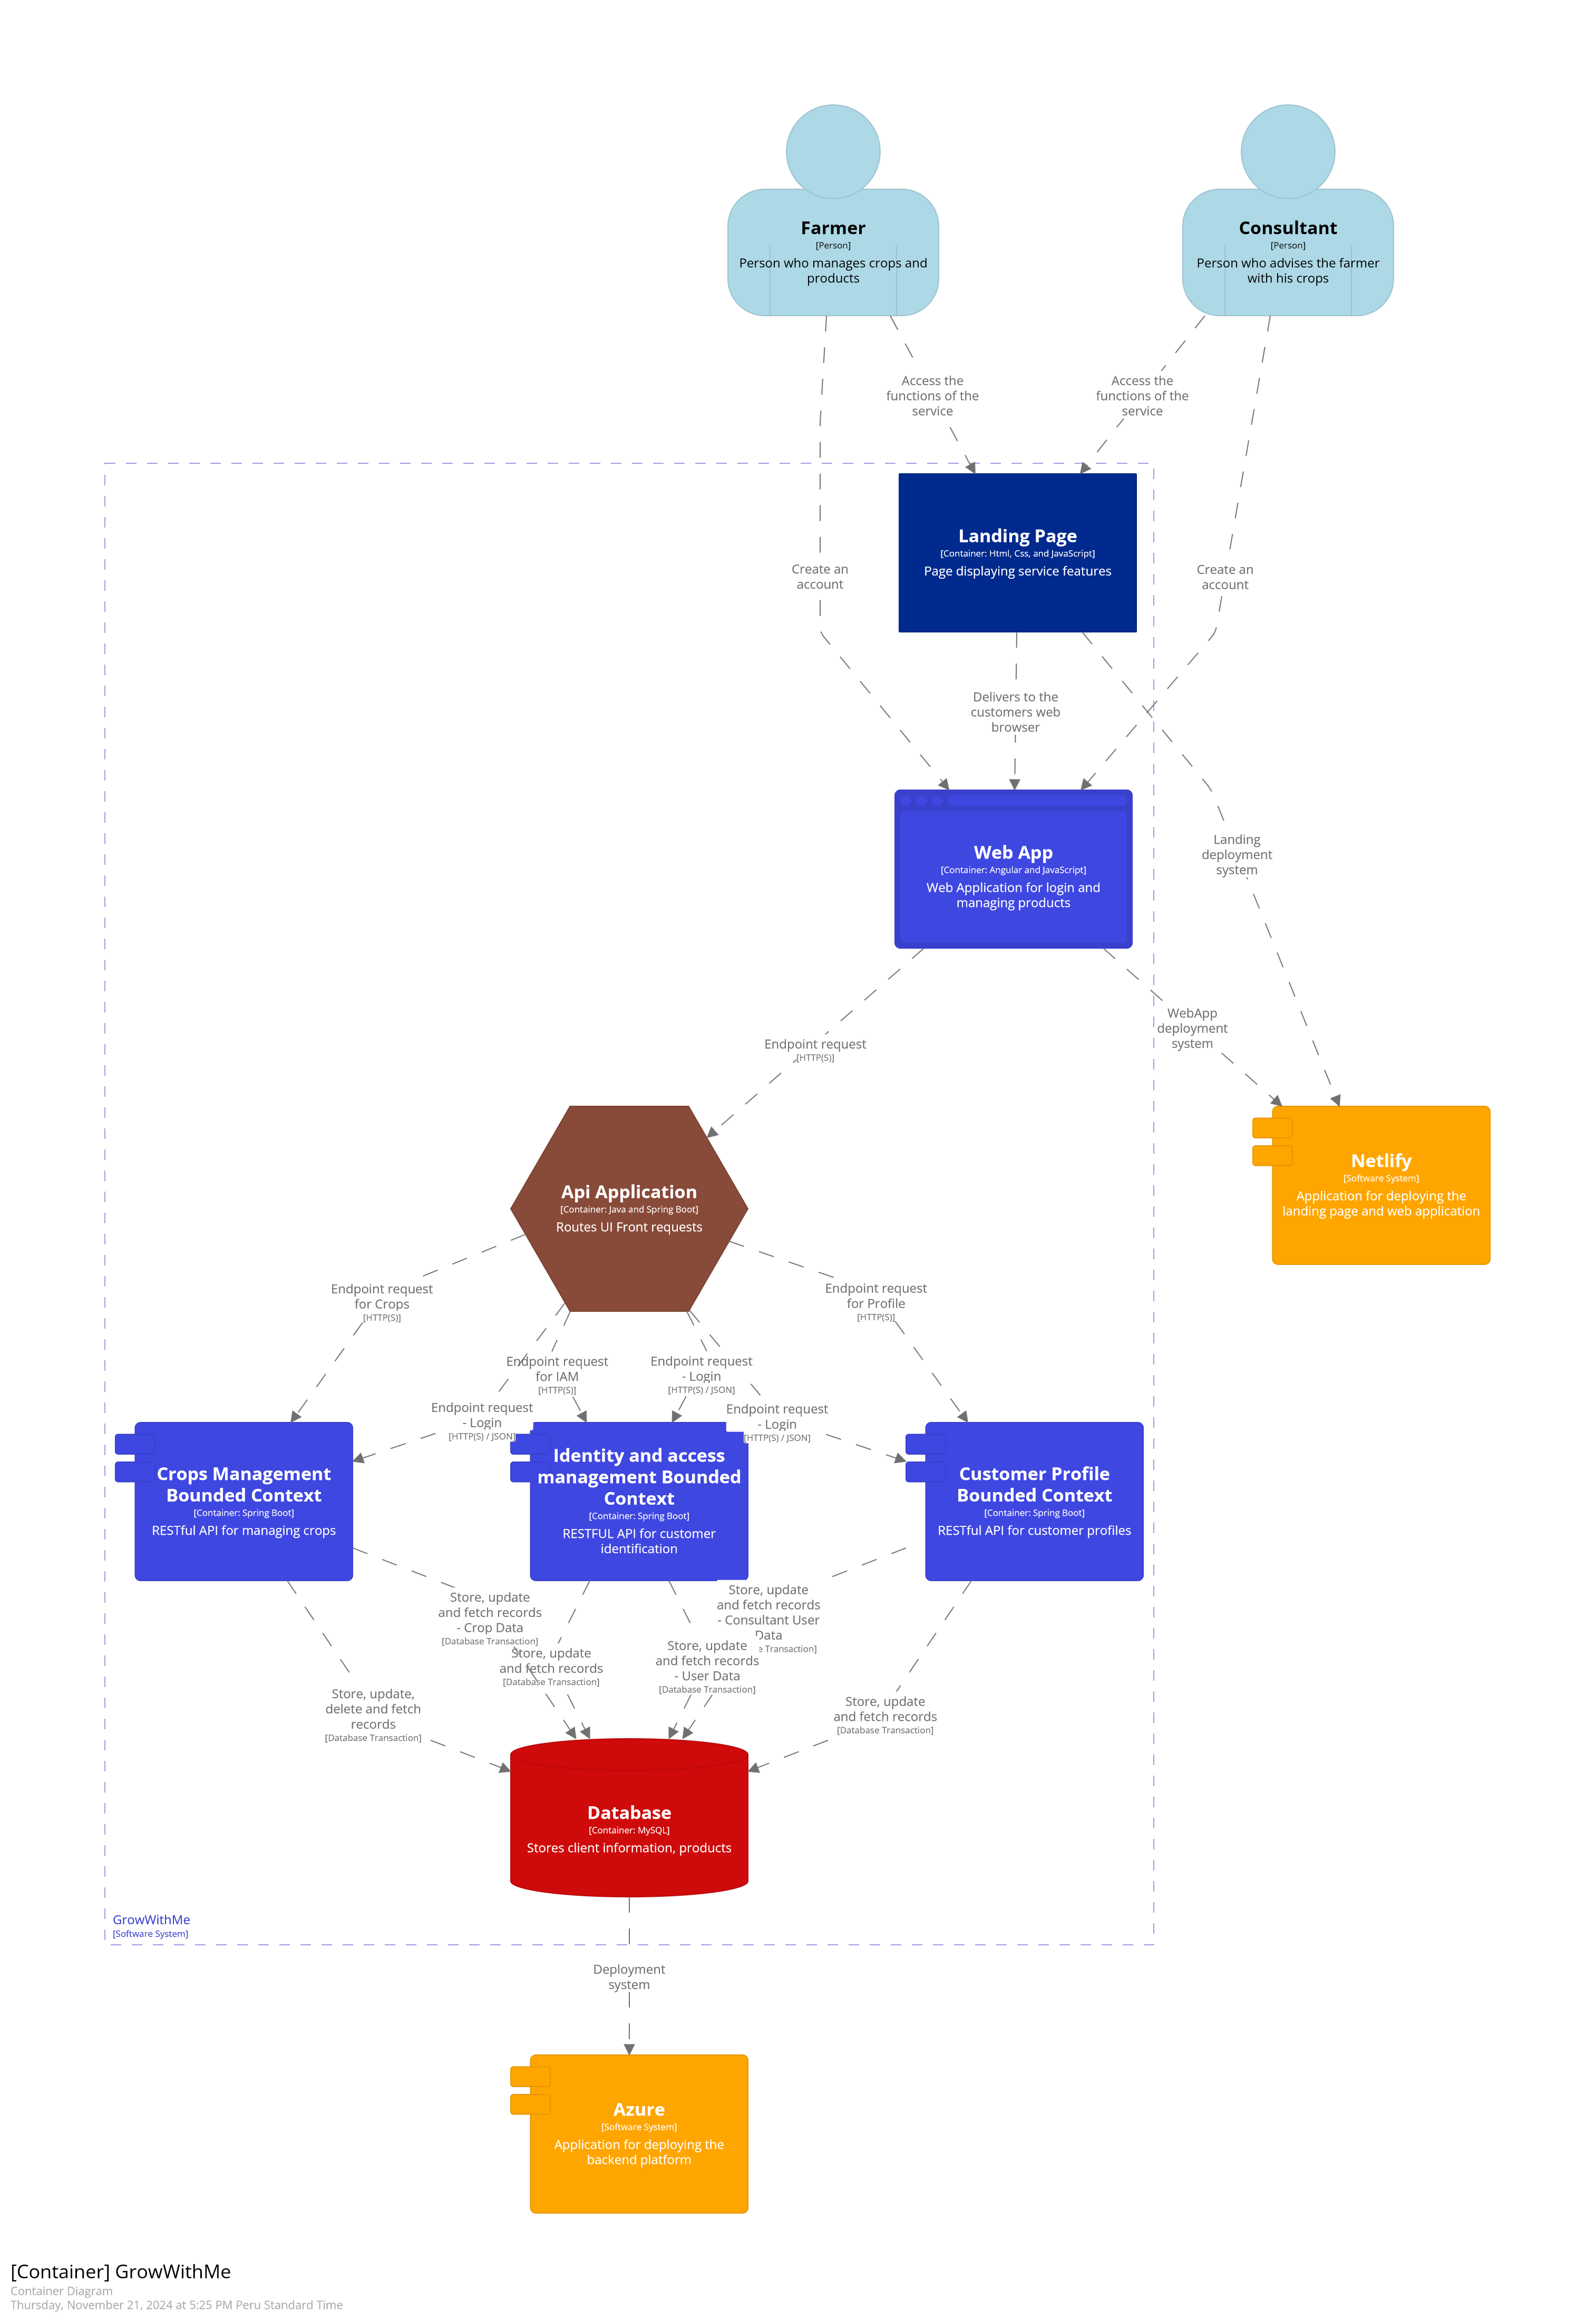 Farmer
[Person]
Person who manages crops and
products
Consultant
[Person]
Person who advises the farmer
with his crops
Access the
functions of the
service
Access the
functions of the
service
Landing Page
[Container: Html, Css, and JavaScript]
Page displaying service features
Create an
account
Create an
account
Delivers to the
customers web
browser
Web App
[Container: Angular and JavaScript]
Web Application for login and
managing products
Landing
deployment
system
Endpoint request
[HTTP(S)]
WebApp
deployment
system
Api Application
[Container: Java and Spring Boot]
Routes UI Front requests
Netlify
[Software System]
Application for deploying the
landing page and web application
Endpoint request
for Crops
[HTTP(S)]
Endpoint request
for Profile
[HTTP(S)]
Endpoint request
for IAM
[HTTP(S)]
Endpoint request
- Login
[HTTP(S) / JSON]
Endpoint request
- Login
[HTTP(S) / JSON]
Endpoint request
- Login
[HTTP(S) / JSON]
Crops Management
Bounded Context
[Container: Spring Boot]
RESTful API for managing crops
Identity and access
management Bounded
Context
[Container: Spring Boot]
RESTFUL API for customer
identification
Customer Profile
Bounded Context
[Container: Spring Boot]
RESTful API for customer profiles
Store, update
and fetch records
- Crop Data
[Database Transaction]
Store, update
and fetch records
- Consultant User
Data
Transaction]
Store, update
and fetch records
[Database Transaction]
Store, update
and fetch records
- User Data
[Database Transaction]
Store, update,
delete and fetch
records
[Database Transaction]
Store, update
and fetch records
[Database Transaction]
Database
[Container: MySQL]
Stores client information, products
GrowWithMe
[Software System]
Deployment
system
Azure
[Software System]
Application for deploying the
backend platform
[Container] GrowWithMe
Container Diagram
Thursday, November 21, 2024 at 5:25 PM Peru Standard Time